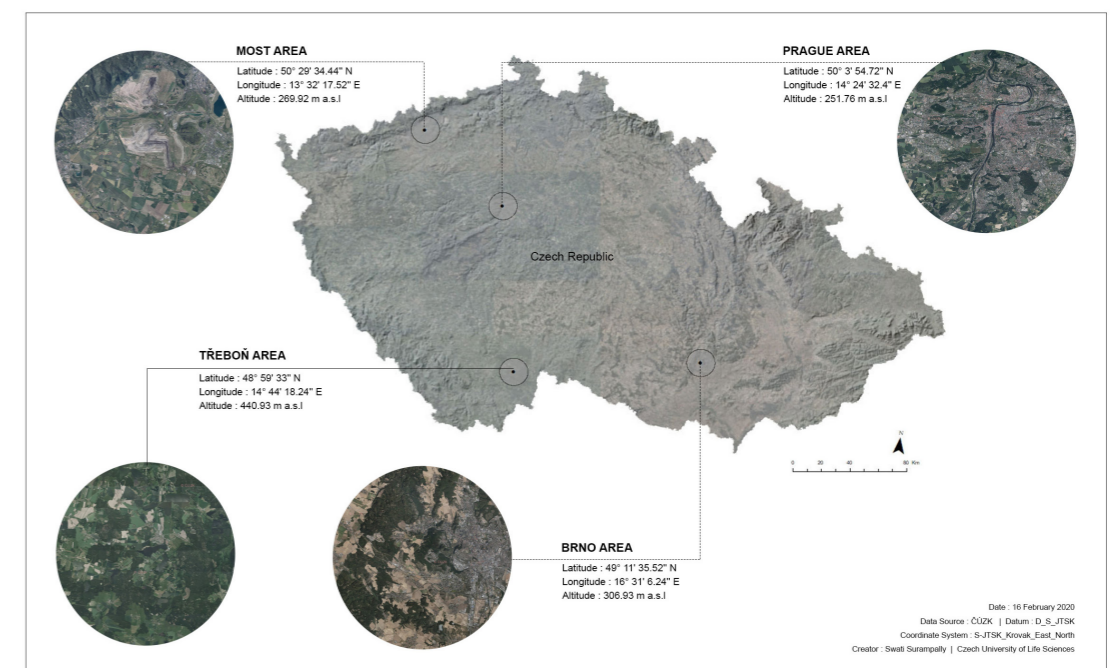 MOST AREA
Latitude : 50° 29' 34.44" N
Longitude : 13° 32' 17.52" E
Altitude : 269.92 m a.s.l
PRAGUE AREA
Latitude : 50° 3' 54.72" N
Longitude : 14° 24' 32.4" E
Altitude : 251.76 m a.s.l
Czech Republic
TŘEBOŇ AREA
Latitude : 48° 59' 33" N
Longitude : 14° 44' 18.24" E
Altitude : 440.93 m a.s.l
N
0 20 40 80 Km
BRNO AREA
Latitude : 49° 11' 35.52" N
Longitude : 16° 31' 6.24" E
Altitude : 306.93 m a.s.l
Date : 16 February 2020
Data Source : ČÚZK | Datum : D_S_JTSK
Coordinate System : S-JTSK_Krovak_East_North
Creator : Swati Surampally | Czech University of Life Sciences